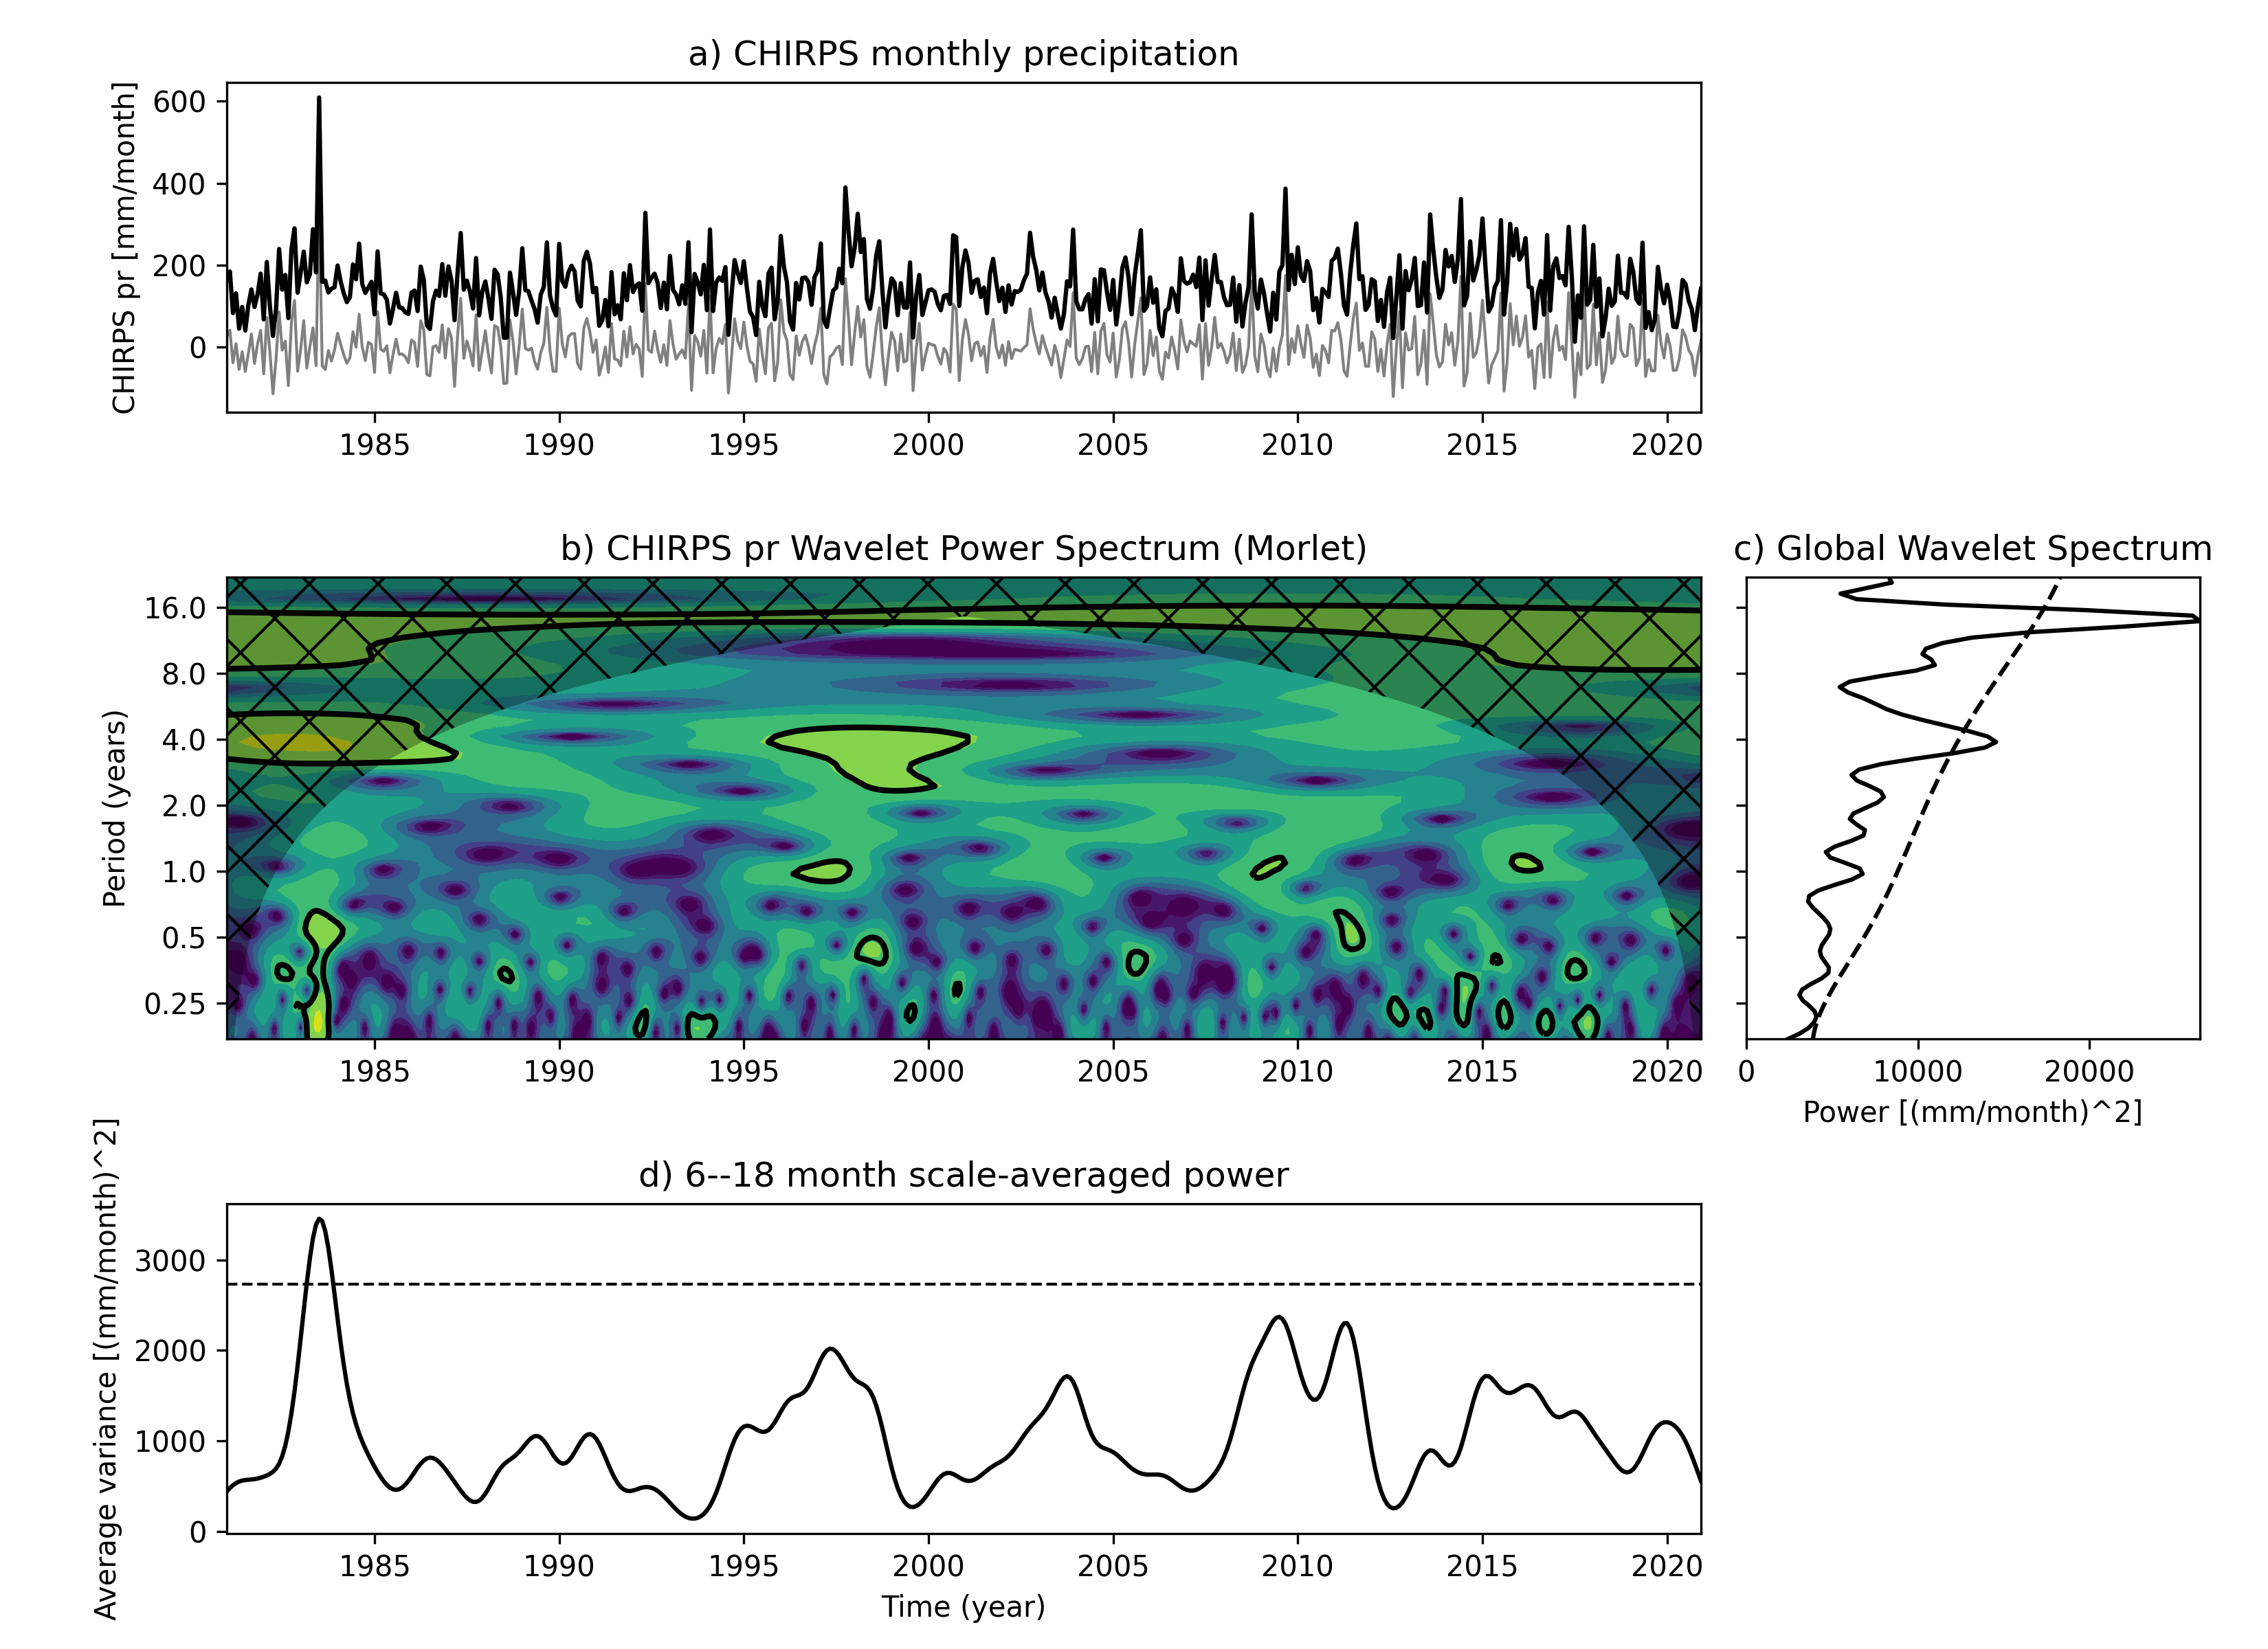 a) CHIRPS monthly precipitation
CHIRPS pr [mm/month]
600
400
200
0
1985 1990 1995 2000 2005 2010 2015 2020
b) CHIRPS pr Wavelet Power Spectrum (Morlet)
c) Global Wavelet Spectrum
Period (years)
16.0
8.0
4.0
2.0
1.0
0.5
0.25
1985 1990 1995 2000 2005 2010 2015 2020
0 10000 20000
Power [(mm/month)^2]
d) 6--18 month scale-averaged power
Average variance [(mm/month)^2]
3000
2000
1000
0
1985 1990 1995 2000 2005 2010 2015 2020
Time (year)